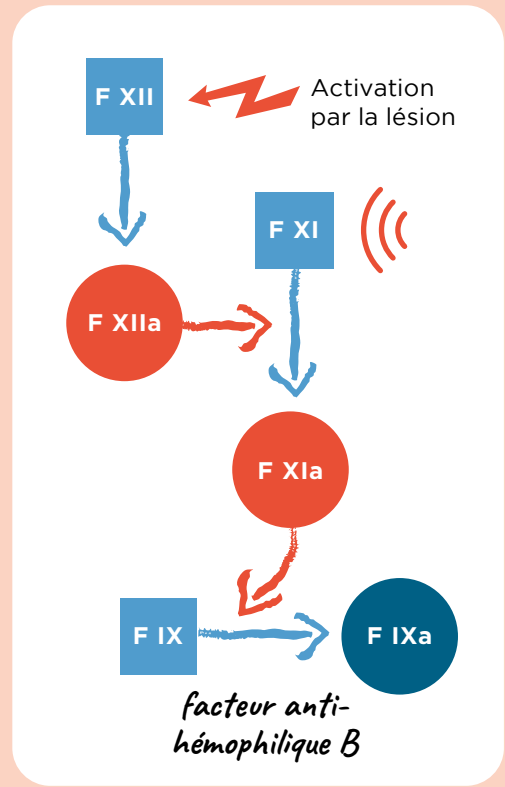 F XII
Activation
par la lésion
F XI
F XIIa
F XIa
F IX
F IXa
facteur anti-
hémophilique B